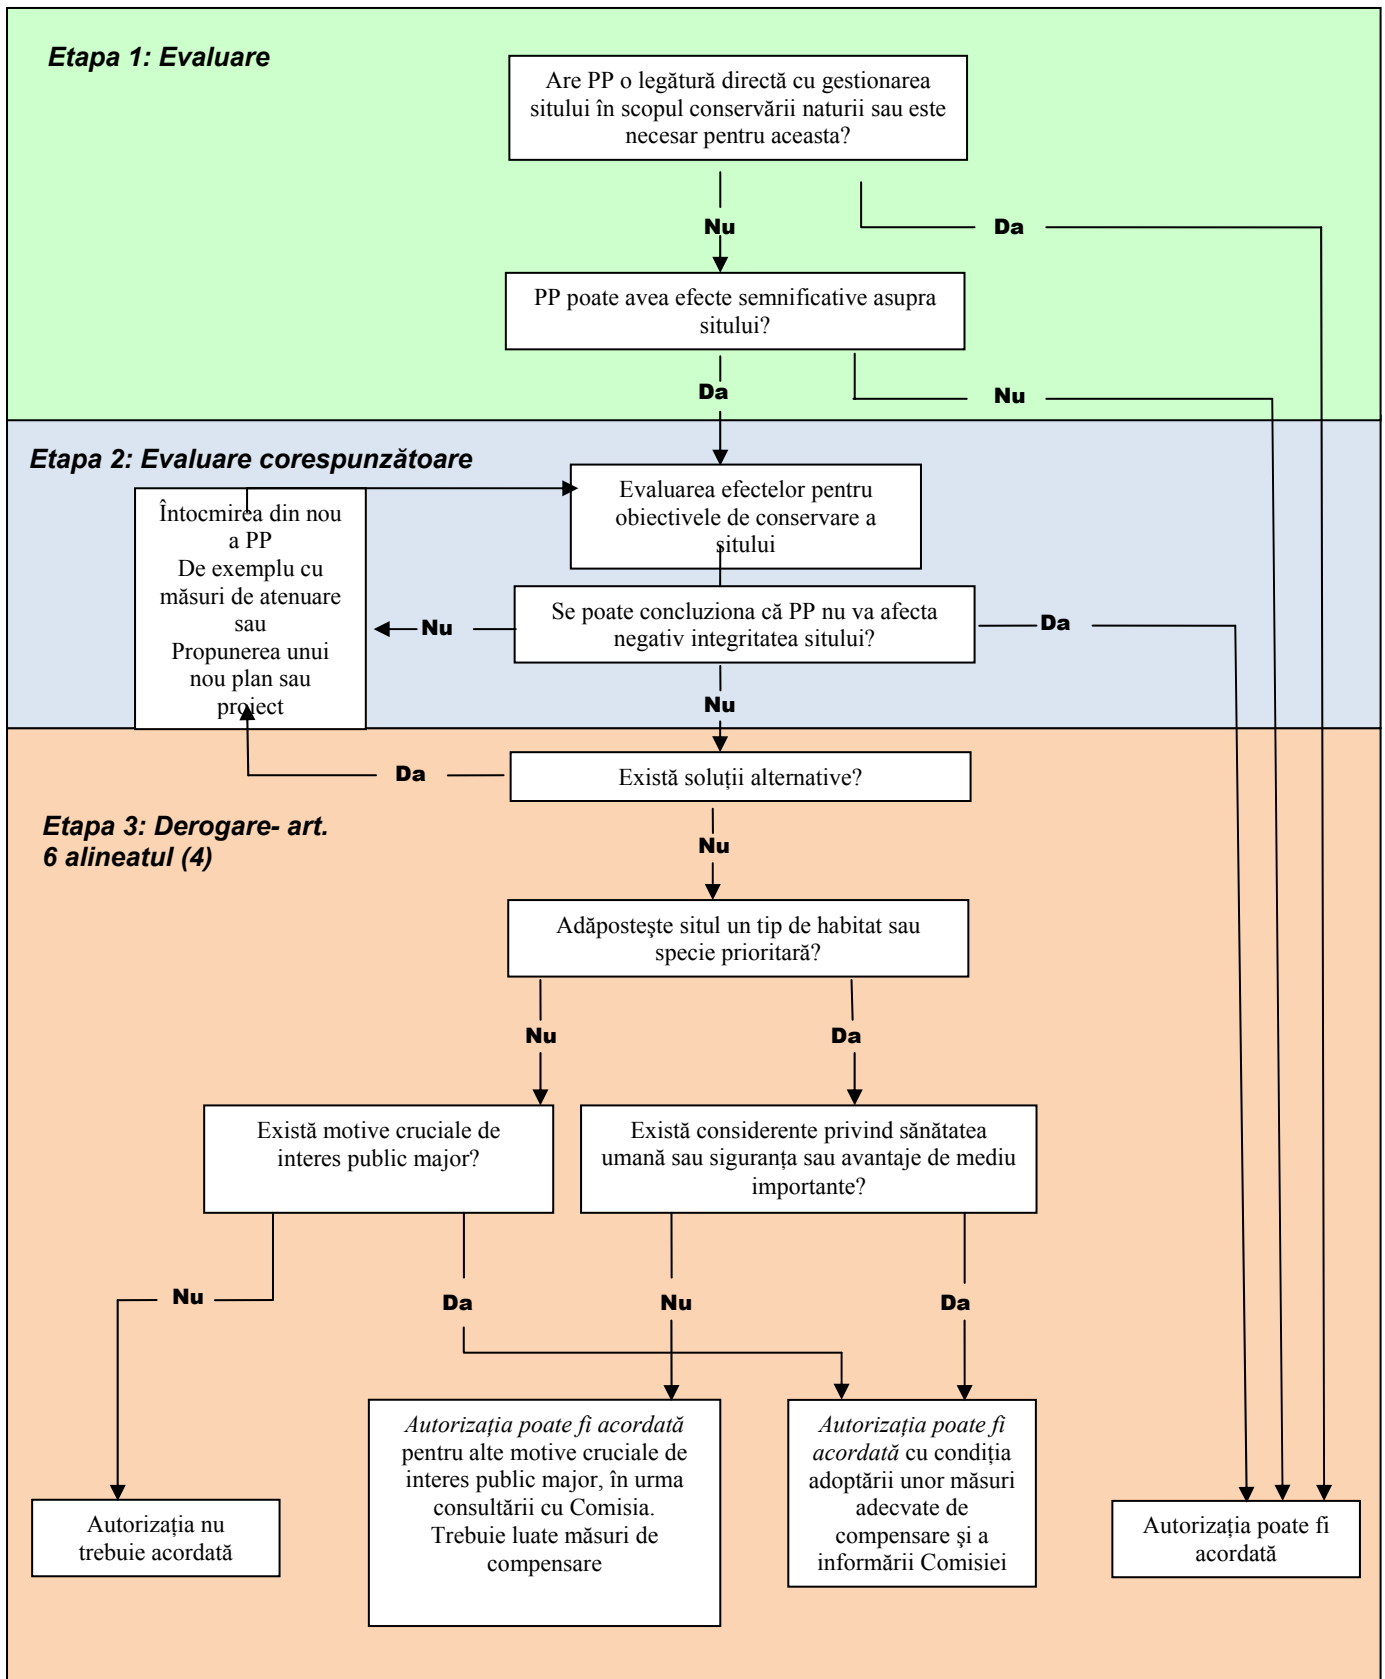 Etapa 1: Evaluare
Are PP o legătură directă cu gestionarea
sitului în scopul conservării naturii sau este
necesar pentru aceasta?
Nu
Da
PP poate avea efecte semnificative asupra
sitului?
Da
Nu
Etapa 2: Evaluare corespunzătoare
Întocmirea din nou
a PP
De exemplu cu
măsuri de atenuare
sau
Propunerea unui
nou plan sau
proiect
Evaluarea efectelor pentru
obiectivele de conservare a
sitului
Se poate concluziona că PP nu va afecta
negativ integritatea sitului?
Nu
Da
Nu
Există soluții alternative?
Da
Etapa 3: Derogare- art.
6 alineatul (4)
Nu
Adăposteşte situl un tip de habitat sau
specie prioritară?
Nu
Da
Există motive cruciale de
interes public major?
Există considerente privind sănătatea
umană sau siguranța sau avantaje de mediu
importante?
Nu
Da
Nu
Da
Autorizația nu
trebuie acordată
Autorizația poate fi acordată
pentru alte motive cruciale de
interes public major, în urma
consultării cu Comisia.
Trebuie luate măsuri de
compensare
Autorizația poate fi
acordată cu condiția
adoptării unor măsuri
adecvate de
compensare şi a
informării Comisiei
Autorizația poate fi
acordată